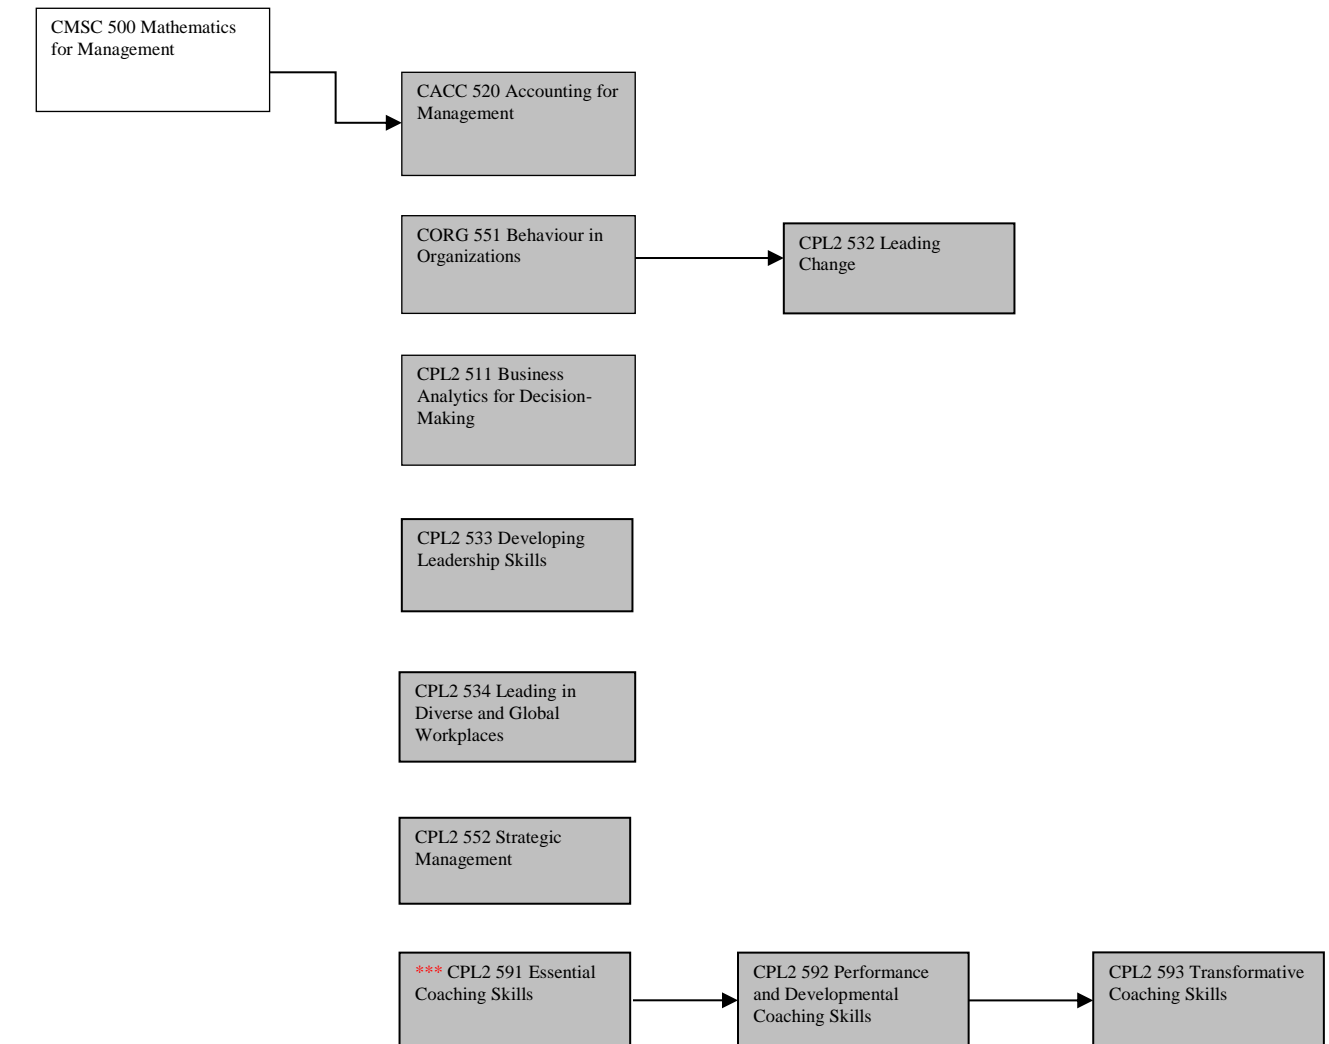 CMSC 500 Mathematics
for Management
CACC 520 Accounting for
Management
CORG 551 Behaviour in
Organizations
CPL2 532 Leading
Change
CPL2 511 Business
Analytics for Decision-
Making
CPL2 533 Developing
Leadership Skills
CPL2 534 Leading in
Diverse and Global
Workplaces
CPL2 552 Strategic
Management
*** CPL2 591 Essential
Coaching Skills
CPL2 592 Performance
and Developmental
Coaching Skills
CPL2 593 Transformative
Coaching Skills